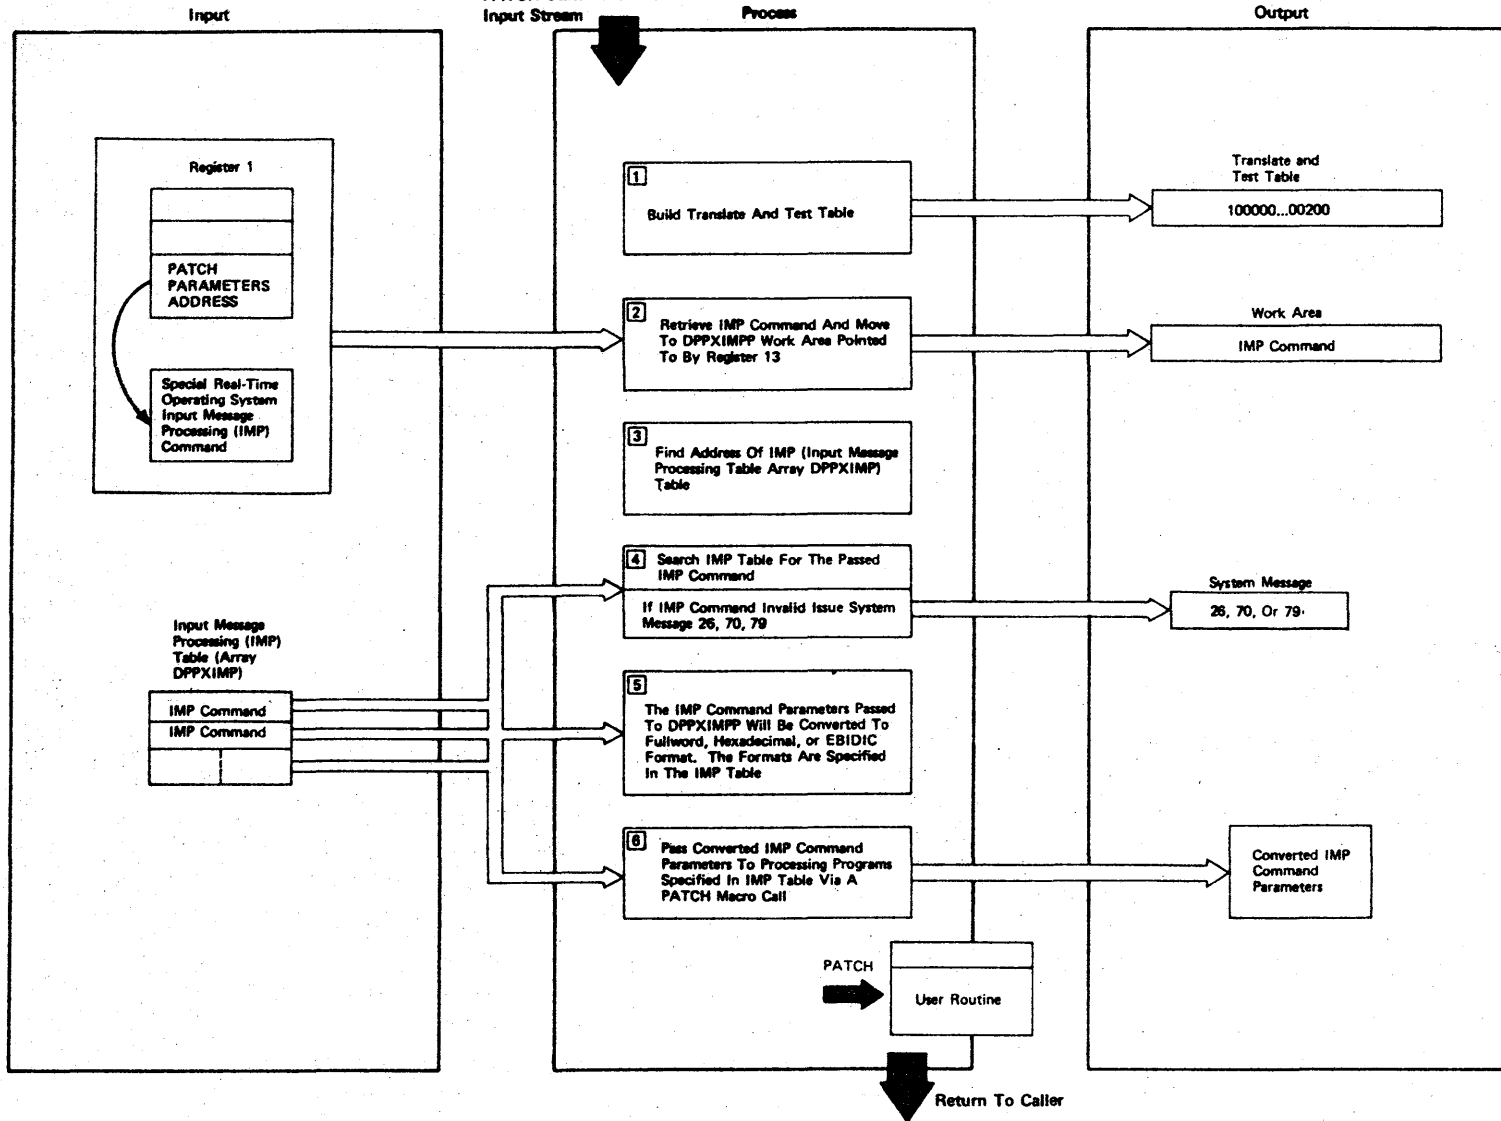 Input
Input Stream
Process
Output
Register 1
PATCH
PARAMETERS
ADDRESS
Special Real-Time
Operating System
Input Message
Processing (IMP)
Command
Input Message
Processing (IMP)
Table (Array
DPPXIMP)
IMP Command
IMP Command
1
Build Translate And Test Table
2
Retrieve IMP Command And Move
To DPPXIMPP Work Area Pointed
To By Register 13
3
Find Address Of IMP (Input Message
Processing Table Array DPPXIMP)
Table
4
Search IMP Table For The Passed
IMP Command
If IMP Command Invalid Issue System
Message 26, 70, 79
5
The IMP Command Parameters Passed
To DPPXIMPP Will Be Converted To
Fullword, Hexadecimal, or EBIDIC
Format. The Formats Are Specified
In The IMP Table
6
Pass Converted IMP Command
Parameters To Processing Programs
Specified In IMP Table Via A
PATCH Macro Call
PATCH
User Routine
Return To Caller
Translate and
Test Table
100000...00200
Work Area
IMP Command
System Message
26, 70, Or 79
Converted IMP
Command
Parameters